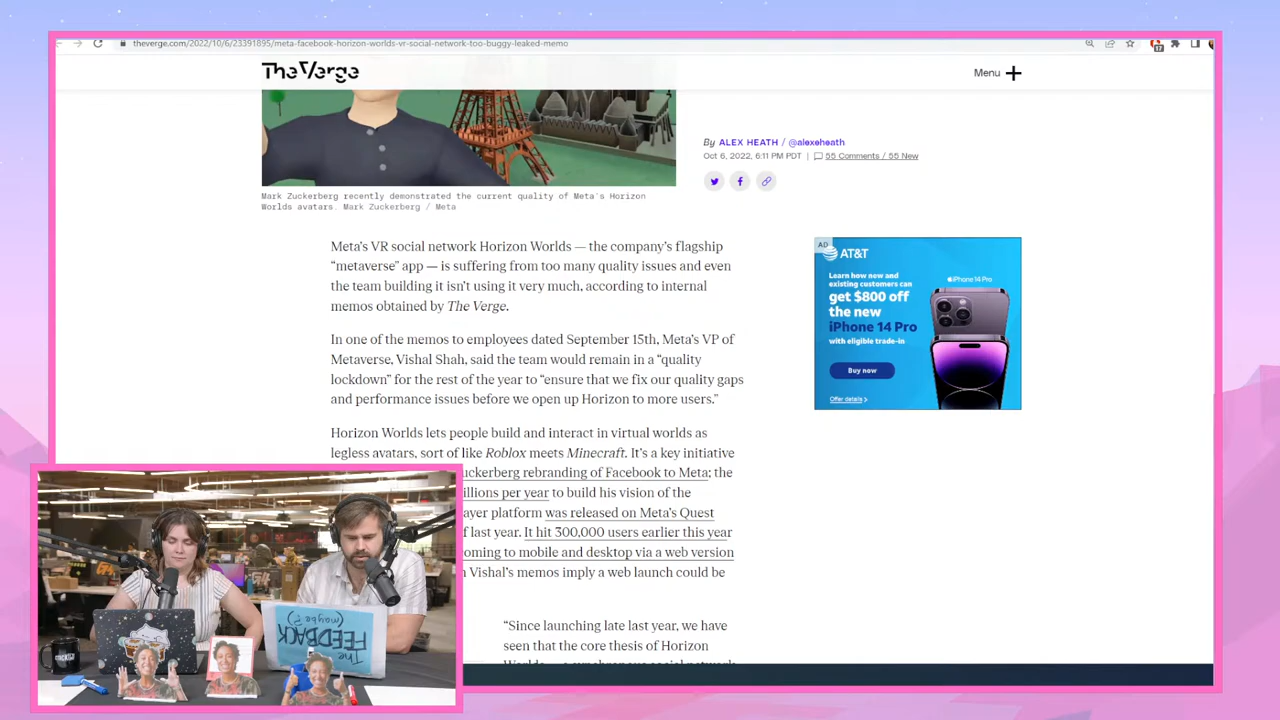 theverge.com/2022/10/6/23391895/meta-facebook-horizon-worlds-vr-social-network-too-buggy-leaked-memo
The Verge
Menu
Mark Zuckerberg recently demonstrated the current quality of Meta's Horizon
Worlds avatars. Mark Zuckerberg / Meta
By ALEX HEATH / @alexeheath
Oct 6, 2022, 6:11 PM PDT | 55 Comments / 55 New
Meta’s VR social network Horizon Worlds — the company’s flagship
“metaverse” app — is suffering from too many quality issues and even
the team building it isn’t using it very much, according to internal
memos obtained by The Verge.
In one of the memos to employees dated September 15th, Meta’s VP of
Metaverse, Vishal Shah, said the team would remain in a “quality
lockdown” for the rest of the year to “ensure that we fix our quality gaps
and performance issues before we open up Horizon to more users.”
Horizon Worlds lets people build and interact in virtual worlds as
legless avatars, sort of like Roblox meets Minecraft. It’s a key initiative
uckerberg rebranding of Facebook to Meta; the
illions per year to build his vision of the
ayer platform was released on Meta’s Quest
f last year. It hit 300,000 users earlier this year
oming to mobile and desktop via a web version
n Vishal’s memos imply a web launch could be
“Since launching late last year, we have
seen that the core thesis of Horizon
AD
AT&T
Learn how new and
existing customers can
get $800 off
the new
iPhone 14 Pro
with eligible trade-in
Buy now
Offer details >
iPhone 14 Pro
The
FEEDBACK
(maybe?)